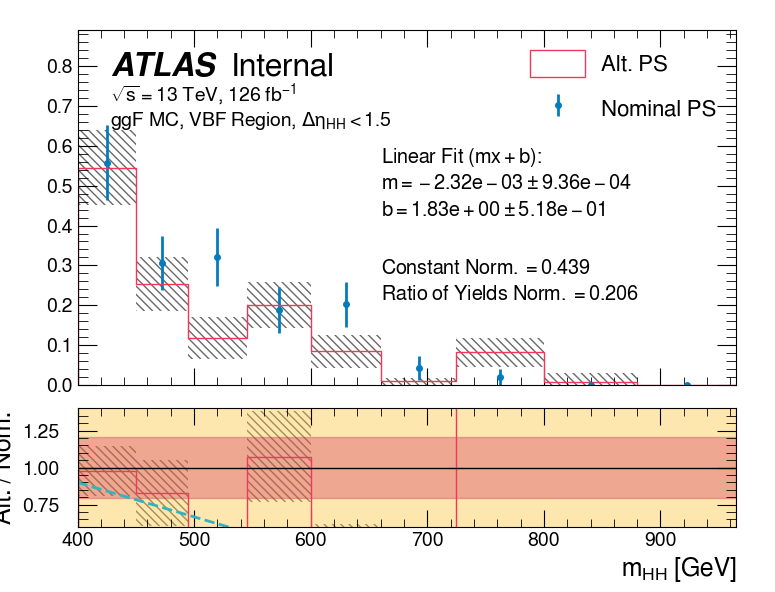 ATLAS Internal
√s = 13 TeV, 126 fb⁻¹
ggF MC, VBF Region, Δη_HH < 1.5
Alt. PS
Nominal PS
Linear Fit (mx + b):
m = −2.32e − 03 ± 9.36e − 04
b = 1.83e + 00 ± 5.18e − 01
Constant Norm. = 0.439
Ratio of Yields Norm. = 0.206
0.8
0.7
0.6
0.5
0.4
0.3
0.2
0.1
0.0
Alt. / Nom.
1.25
1.00
0.75
400 500 600 700 800 900
m_HH [GeV]